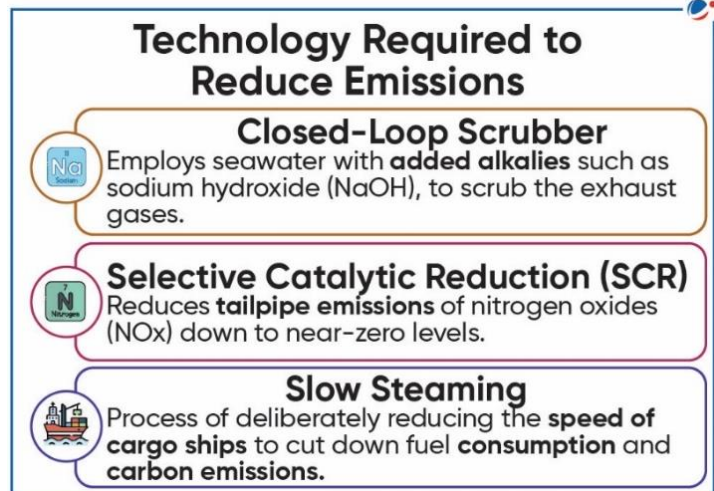 Technology Required to
Reduce Emissions
Closed-Loop Scrubber
Na
Employs seawater with added alkalies such as
sodium hydroxide (NaOH), to scrub the exhaust
gases.
Selective Catalytic Reduction (SCR)
7
N
Nitrogen
Reduces tailpipe emissions of nitrogen oxides
(NOx) down to near-zero levels.
Slow Steaming
Process of deliberately reducing the speed of
cargo ships to cut down fuel consumption and
carbon emissions.